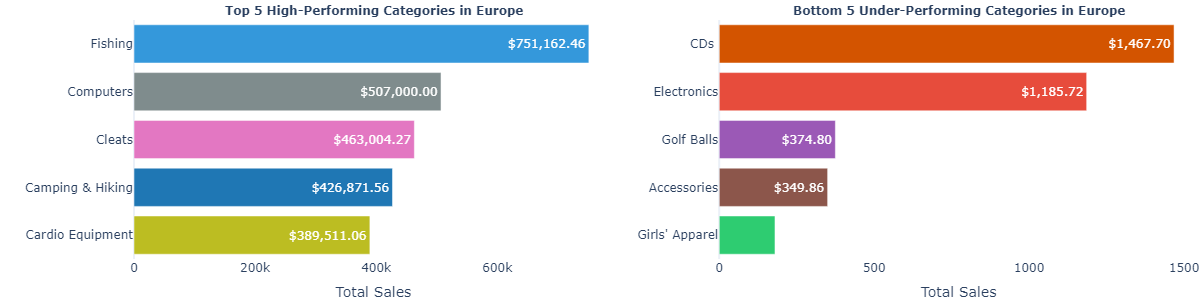 Top 5 High-Performing Categories in Europe
Fishing
$751,162.46
Computers
$507,000.00
Cleats
$463,004.27
Camping & Hiking
$426,871.56
Cardio Equipment
$389,511.06
0 200k 400k 600k
Total Sales
Bottom 5 Under-Performing Categories in Europe
CDs
$1,467.70
Electronics
$1,185.72
Golf Balls
$374.80
Accessories
$349.86
Girls' Apparel
0 500 1000 1500
Total Sales